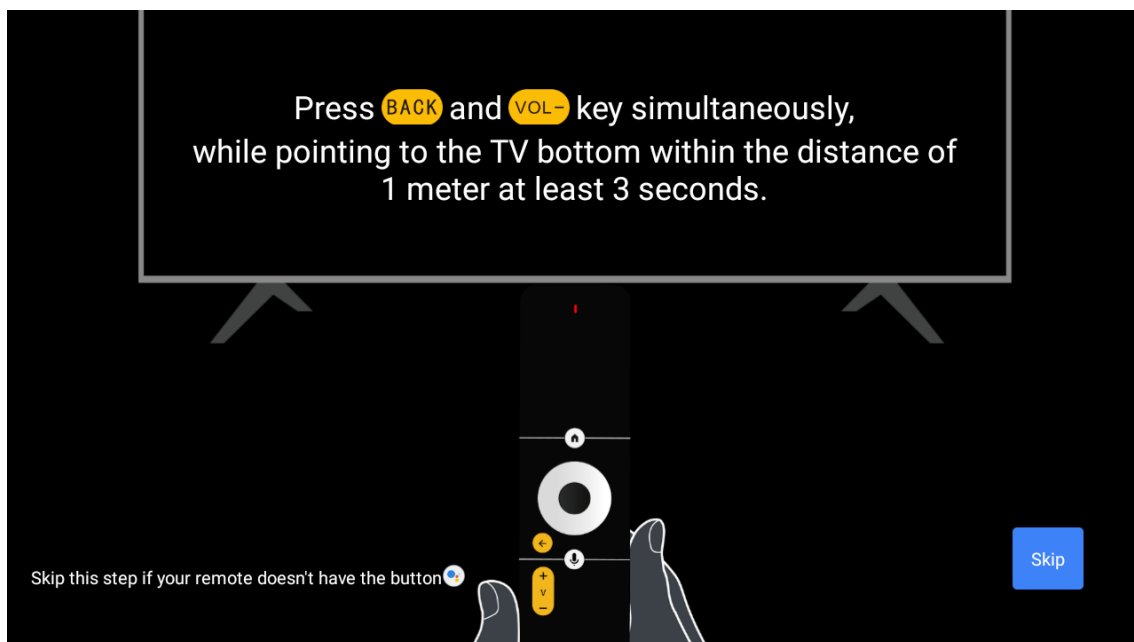 Press BACK and VOL- key simultaneously,
while pointing to the TV bottom within the distance of
1 meter at least 3 seconds.
+
V
-
Skip
Skip this step if your remote doesn't have the button